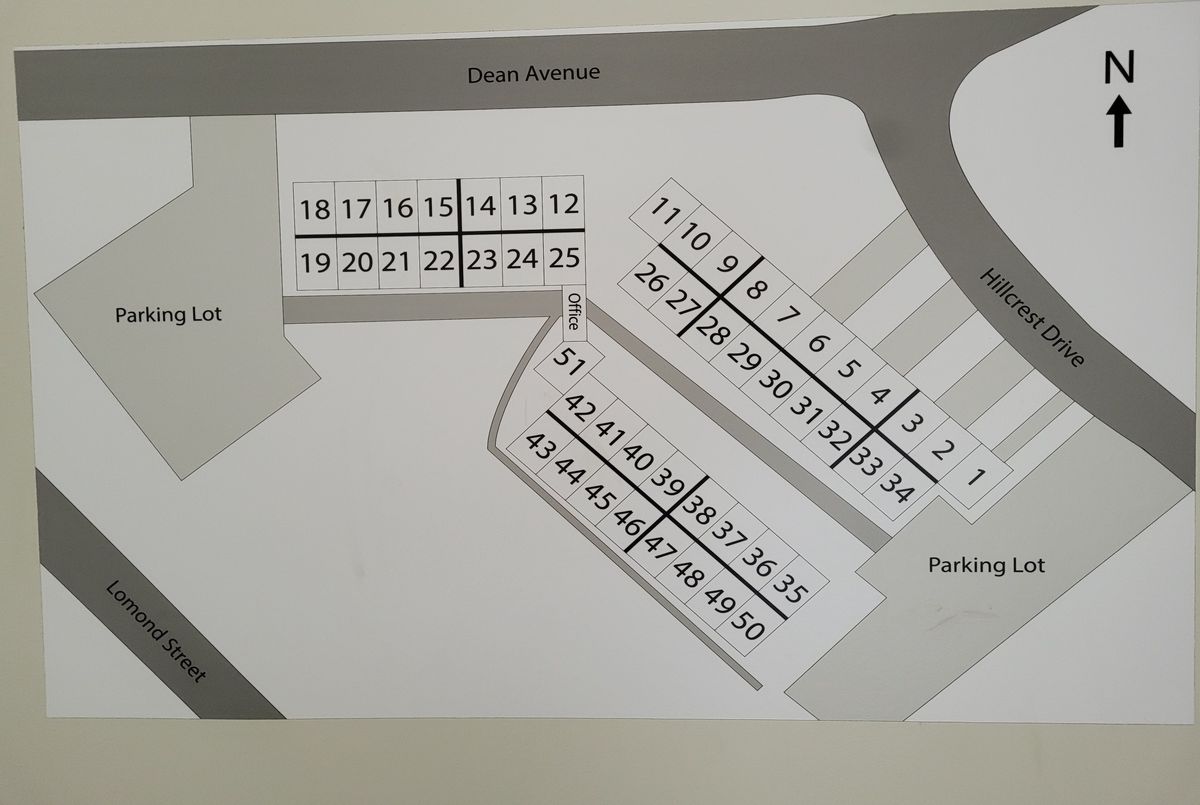 Dean Avenue
N
18 17 16 15 14 13 12
19 20 21 22 23 24 25
Office
Parking Lot
11 10 9 8 7 6 5 4 3 2 1
26 27 28 29 30 31 32 33 34
Hillcrest Drive
51
42 41 40 39 38 37 36 35
43 44 45 46 47 48 49 50
Parking Lot
Lomond Street